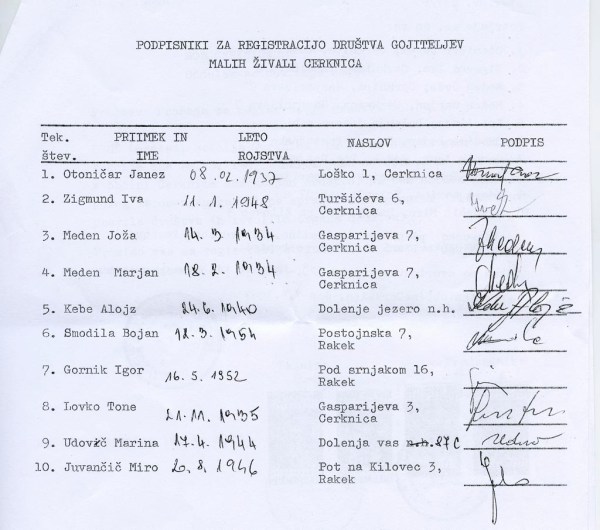 PODPISNIKI ZA REGISTRACIJO DRUŠTVA GOJITELJEV
MALIH ŽIVALI CERKNICA
Tek. PRIIMEK IN LETO NASLOV PODPIS
štev. IME ROJSTVA
1. Otoničar Janez 08.02.1937 Loško 1, Cerknica
2. Zigmund Iva 11.1.1948 Turšičeva 6,
Cerknica
3. Meden Joža 14.3.1934 Gasparijeva 7,
Cerknica
4. Meden Marjan 18.2.1934 Gasparijeva 7,
Cerknica
5. Kebe Alojz 24.6.1940 Dolenje jezero n.h.
6. Smodila Bojan 12.3.1954 Postojnska 7,
Rakek
7. Gornik Igor 16.5.1952 Pod srnjakom 16,
Rakek
8. Lovko Tone 21.11.1935 Gasparijeva 3,
Cerknica
9. Udovič Marina 17.4.1944 Dolenja vas n.h. 87C
10. Juvančič Miro 20.8.1946 Pot na Kilovec 3,
Rakek